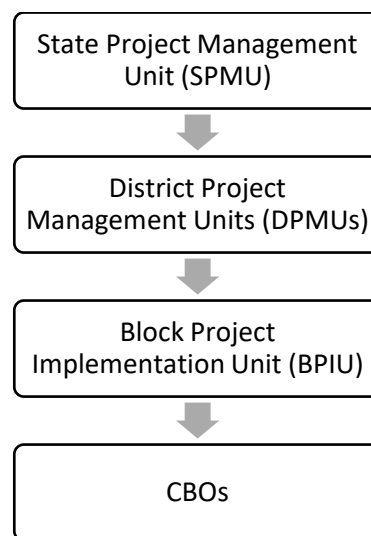 State Project Management
Unit (SPMU)
District Project
Management Units (DPMUs)
Block Project
Implementation Unit (BPIU)
CBOs